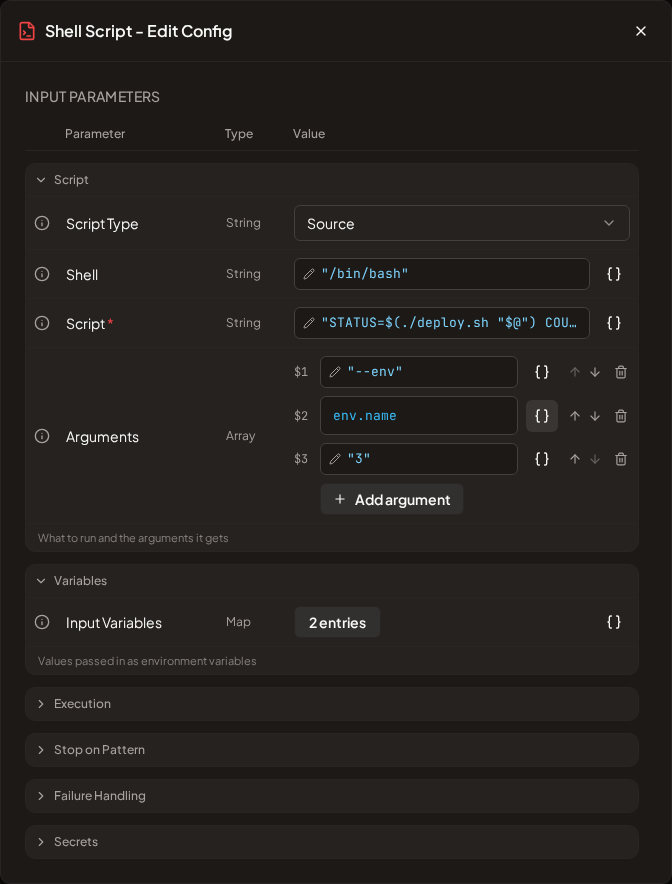 Shell Script - Edit Config
INPUT PARAMETERS
Parameter Type Value
Script
Script Type String Source
Shell String "/bin/bash" {}
Script * String "STATUS=$(./deploy.sh "$@") COU… {}
Arguments Array
$1 "--env" {}
$2 env.name {}
$3 "3" {}
+ Add argument
What to run and the arguments it gets
Variables
Input Variables Map 2 entries {}
Values passed in as environment variables
Execution
Stop on Pattern
Failure Handling
Secrets